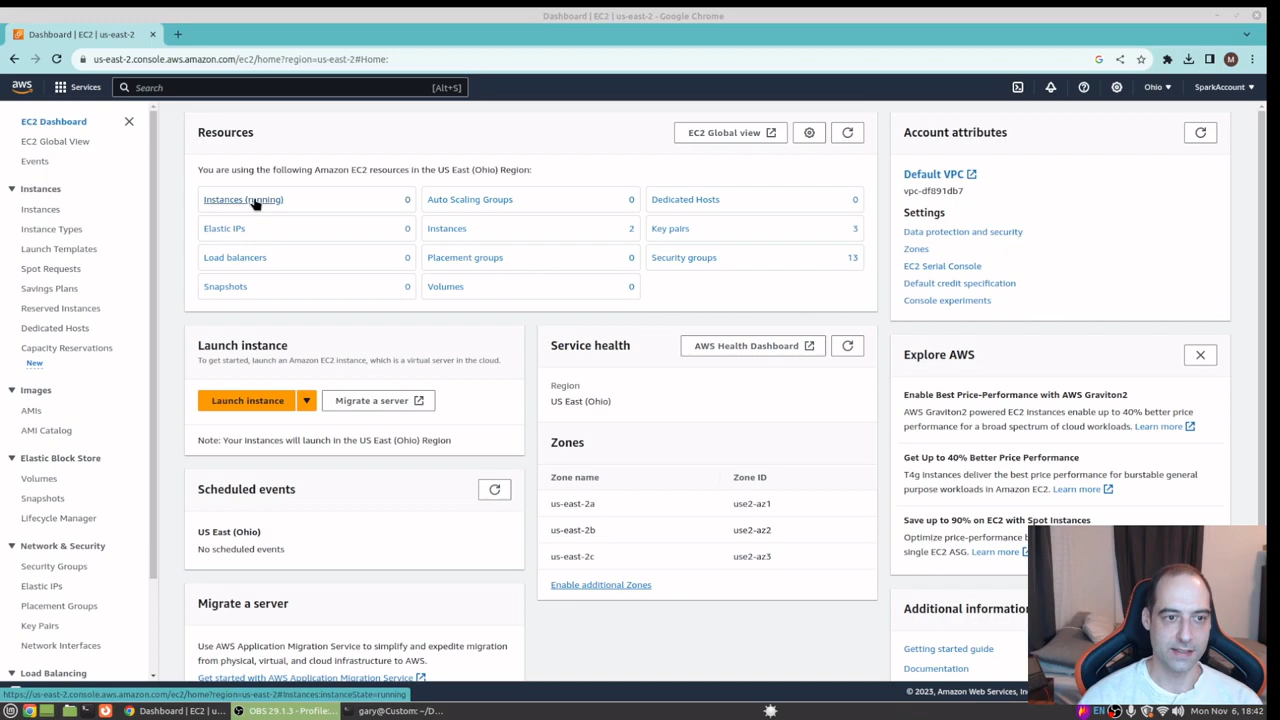 Dashboard | EC2 | us-east-2 - Google Chrome
Dashboard | EC2 | us-east-2
us-east-2.console.aws.amazon.com/ec2/home?region=us-east-2#Home:
M
aws
Services
Search
[Alt+S]
Ohio
SparkAccount
EC2 Dashboard
EC2 Global View
Events
Instances
Instances
Instance Types
Launch Templates
Spot Requests
Savings Plans
Reserved Instances
Dedicated Hosts
Capacity Reservations
New
Images
AMIs
AMI Catalog
Elastic Block Store
Volumes
Snapshots
Lifecycle Manager
Network & Security
Security Groups
Elastic IPs
Placement Groups
Key Pairs
Network Interfaces
Load Balancing
Resources
EC2 Global view
You are using the following Amazon EC2 resources in the US East (Ohio) Region:
Instances (running) 0
Auto Scaling Groups 0
Dedicated Hosts 0
Elastic IPs 0
Instances 2
Key pairs 3
Load balancers 0
Placement groups 0
Security groups 13
Snapshots 0
Volumes 0
Launch instance
To get started, launch an Amazon EC2 instance, which is a virtual server in the cloud.
Launch instance
Migrate a server
Note: Your instances will launch in the US East (Ohio) Region
Scheduled events
US East (Ohio)
No scheduled events
Migrate a server
Use AWS Application Migration Service to simplify and expedite migration
from physical, virtual, and cloud infrastructure to AWS.
Get started with AWS Application Migration Service
Service health
AWS Health Dashboard
Region
US East (Ohio)
Zones
Zone name Zone ID
us-east-2a use2-az1
us-east-2b use2-az2
us-east-2c use2-az3
Enable additional Zones
Account attributes
Default VPC
vpc-df891db7
Settings
Data protection and security
Zones
EC2 Serial Console
Default credit specification
Console experiments
Explore AWS
Enable Best Price-Performance with AWS Graviton2
AWS Graviton2 powered EC2 instances enable up to 40% better price
performance for a broad spectrum of cloud workloads. Learn more
Get Up to 40% Better Price Performance
T4g instances deliver the best price performance for burstable general
purpose workloads in Amazon EC2. Learn more
Save up to 90% on EC2 with Spot Instances
Optimize price-performance
single EC2 ASG. Learn more
Additional information
Getting started guide
Documentation
https://us-east-2.console.aws.amazon.com/ec2/home?region=us-east-2#Instances:instanceState=running
© 2023, Amazon Web Services, In
Dashboard | EC2 | u...
OBS 29.1.3 - Profile:...
gary@Custom: ~/D...
EN
Mon Nov 6, 18:42